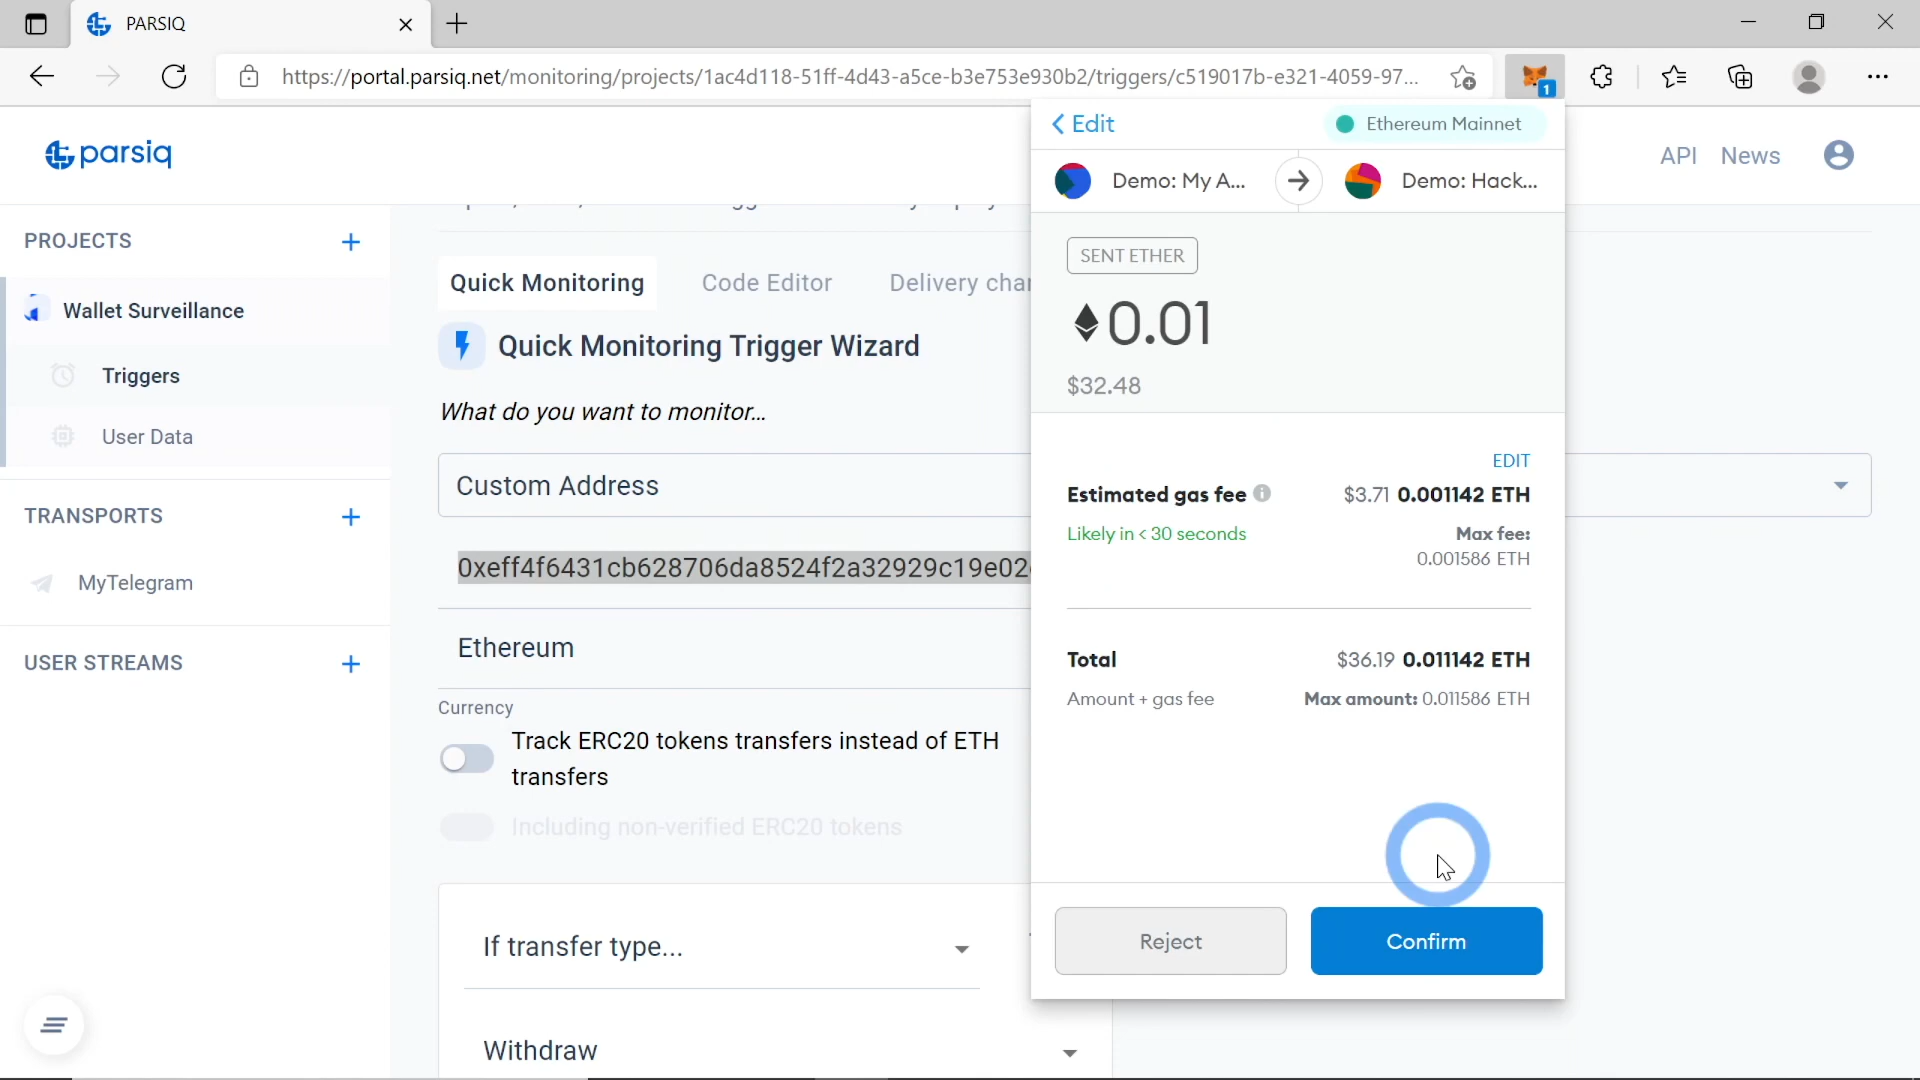 PARSIQ
https://portal.parsiq.net/monitoring/projects/1ac4d118-51ff-4d43-a5ce-b3e753e930b2/triggers/c519017b-e321-4059-97...
1
parsiq
API News
PROJECTS
Wallet Surveillance
Triggers
User Data
TRANSPORTS
MyTelegram
USER STREAMS
Quick Monitoring
Code Editor
Delivery
Quick Monitoring Trigger Wizard
What do you want to monitor...
Custom Address
0xeff4f6431cb628706da8524f2a32929c19e02
Ethereum
Currency
Track ERC20 tokens transfers instead of ETH
transfers
Including non-verified ERC20 tokens
If transfer type...
Withdraw
Edit
Ethereum Mainnet
Demo: My A...
Demo: Hack...
SENT ETHER
0.01
$32.48
EDIT
Estimated gas fee $3.71 0.001142 ETH
Likely in < 30 seconds Max fee:
0.001586 ETH
Total $36.19 0.011142 ETH
Amount + gas fee Max amount: 0.011586 ETH
Reject
Confirm